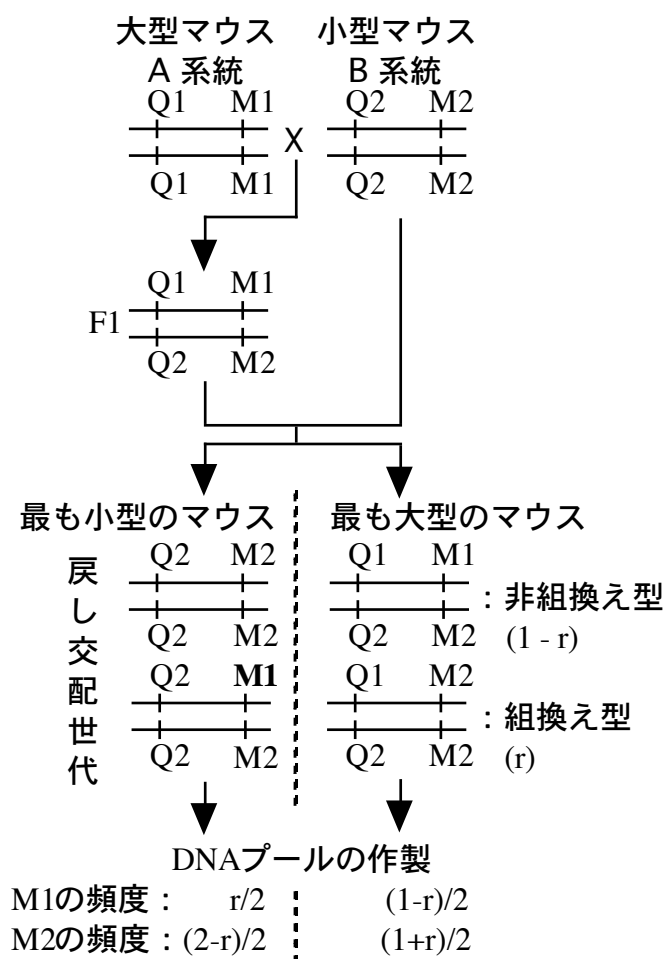 大型マウス 小型マウス
A 系統 B 系統
Q1 M1 Q2 M2
X
Q1 M1 Q2 M2
Q1 M1
F1
Q2 M2
最も小型のマウス 最も大型のマウス
戻し交配世代
Q2 M2 Q1 M1
：非組換え型
Q2 M2 Q2 M2 (1 - r)
Q2 M1 Q1 M2
：組換え型
Q2 M2 Q2 M2 (r)
DNAプールの作製
M1の頻度： r/2 (1-r)/2
M2の頻度：(2-r)/2 (1+r)/2